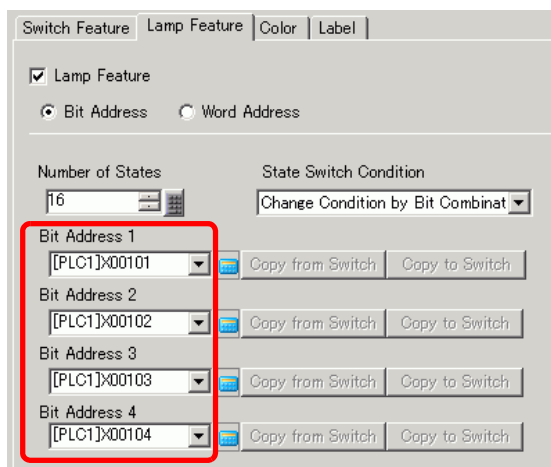 Switch Feature Lamp Feature Color Label
Lamp Feature
Bit Address Word Address
Number of States State Switch Condition
16 Change Condition by Bit Combinat
Bit Address 1
[PLC1]X00101 Copy from Switch Copy to Switch
Bit Address 2
[PLC1]X00102 Copy from Switch Copy to Switch
Bit Address 3
[PLC1]X00103 Copy from Switch Copy to Switch
Bit Address 4
[PLC1]X00104 Copy from Switch Copy to Switch